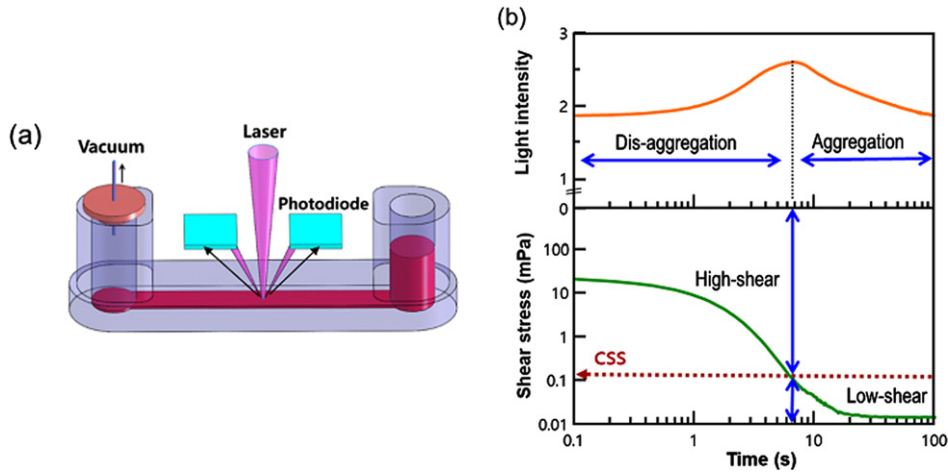 (a)
Vacuum
Laser
Photodiode
(b)
Light intensity
3
2
1
Dis-aggregation
Aggregation
Shear stress (mPa)
0
100
10
1
0.1
0.01
High-shear
CSS
Low-shear
0.1
1
10
100
Time (s)